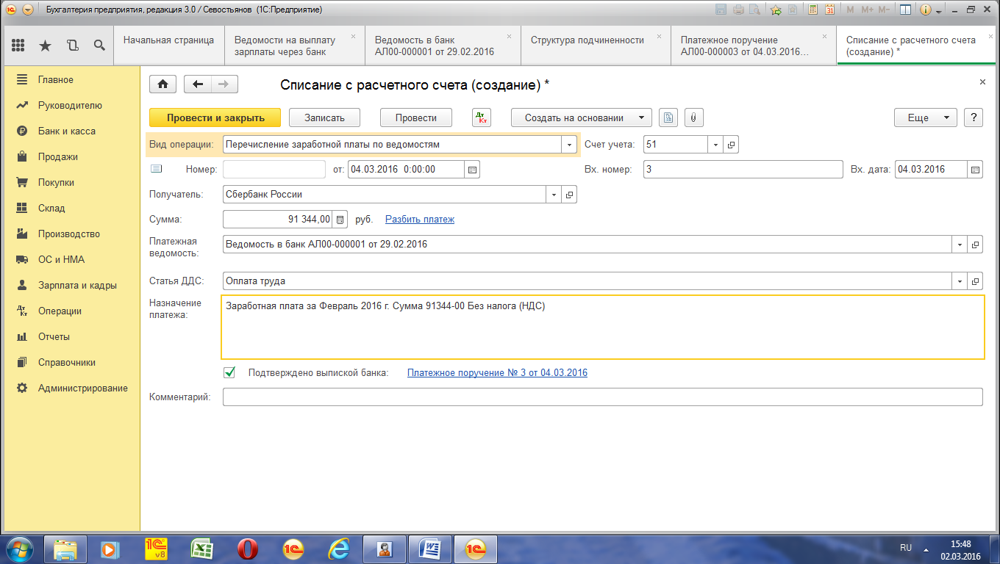 Бухгалтерия предприятия, редакция 3.0 / Севостьянов (1С:Предприятие)
M M+ M-
Начальная страница
Ведомости на выплату
зарплаты через банк
Ведомость в банк
АЛ00-000001 от 29.02.2016
Структура подчиненности
Платежное поручение
АЛ00-000003 от 04.03.2016...
Списание с расчетного счета
(создание) *
Главное
Руководителю
Банк и касса
Продажи
Покупки
Склад
Производство
ОС и НМА
Зарплата и кадры
Операции
Отчеты
Справочники
Администрирование
Списание с расчетного счета (создание) *
Провести и закрыть
Записать
Провести
Дт
Кт
Создать на основании
Еще
?
Вид операции: Перечисление заработной платы по ведомостям
Счет учета: 51
Номер: от: 04.03.2016 0:00:00
Вх. номер: 3
Вх. дата: 04.03.2016
Получатель: Сбербанк России
Сумма: 91 344,00 руб. Разбить платеж
Платежная
ведомость:
Ведомость в банк АЛ00-000001 от 29.02.2016
Статья ДДС: Оплата труда
Назначение
платежа:
Заработная плата за Февраль 2016 г. Сумма 91344-00 Без налога (НДС)
Подтверждено выпиской банка: Платежное поручение № 3 от 04.03.2016
Комментарий:
RU
15:48
02.03.2016